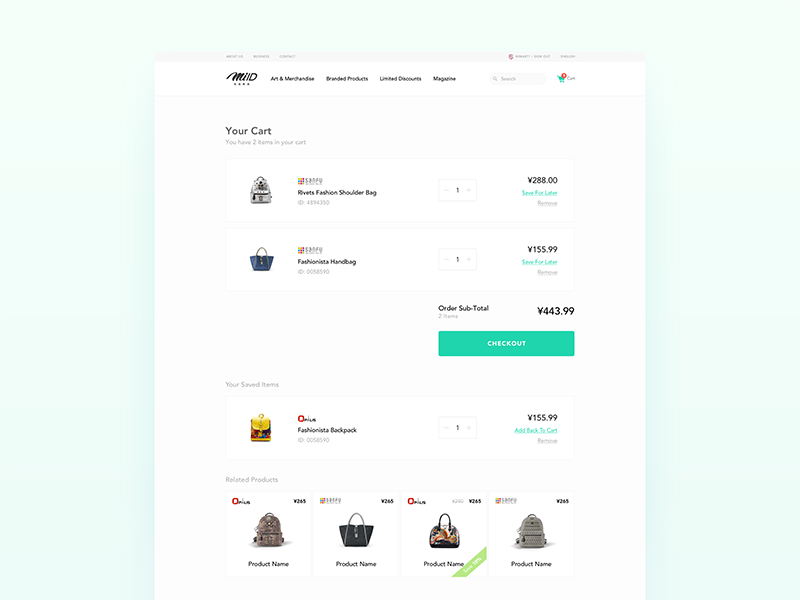 ABOUT US BUSINESS CONTACT
SIGN OUT ENGLISH
MIID
Art & Merchandise Branded Products Limited Discounts Magazine
Search
Cart
Your Cart
You have 2 items in your cart
sanfu
Rivets Fashion Shoulder Bag
ID: 4894350
1
¥288.00
Save For Later
Remove
sanfu
Fashionista Handbag
ID: 0058590
1
¥155.99
Save For Later
Remove
Order Sub-Total
2 Items
¥443.99
CHECKOUT
Your Saved Items
Onius
Fashionista Backpack
ID: 0058590
1
¥155.99
Add Back To Cart
Remove
Related Products
Onius ¥265
Product Name
sanfu ¥265
Product Name
Onius ¥290 ¥265
Product Name
sanfu ¥265
Product Name